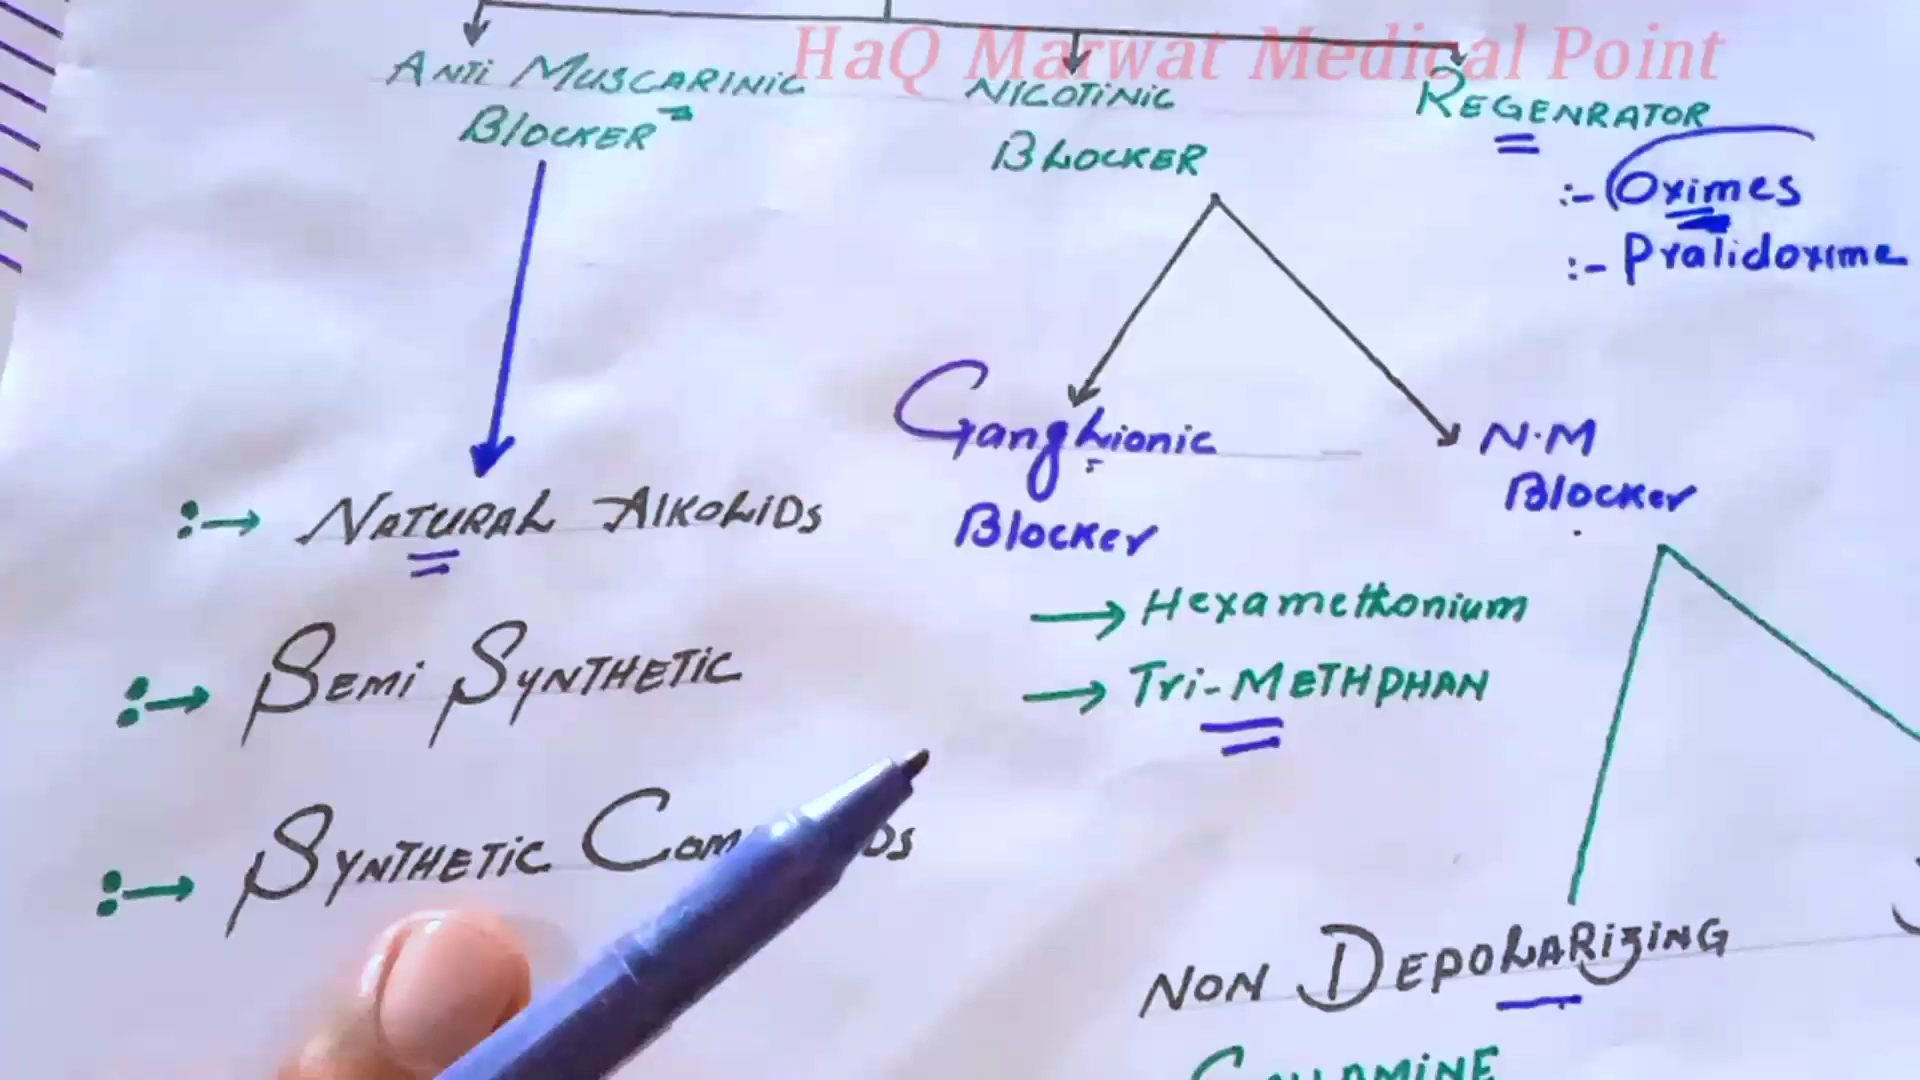 HaQ Marwat Medical Point
ANTi MUSCARINIC
BlOCKER
NICOTINIC
BLOCKER
REGENRATOR
:- Oximes
:- Pralidoxime
GangLionic
Blocker
N.M
Blocker
NATURAL AlKOLiDs
SEMi SYNTHETiC
SYNTHETiC
Hexamethonium
Tri-METHPHAN
NON DEPOLARiZiNG
GALLAMiNE